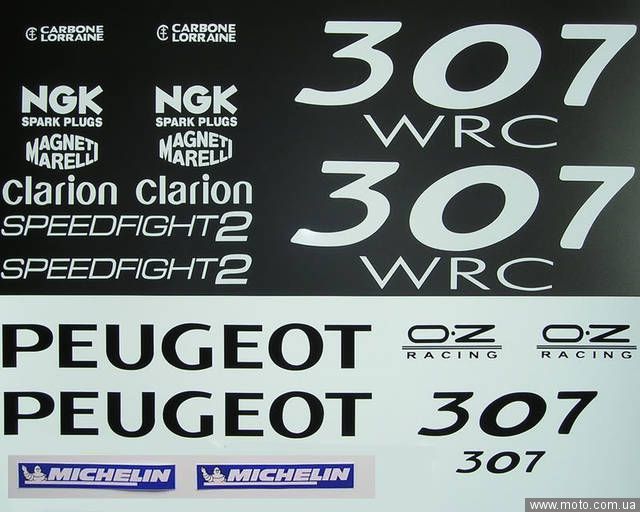 CARBONE LORRAINE
CARBONE LORRAINE
307
WRC
NGK
SPARK PLUGS
NGK
SPARK PLUGS
MAGNETI MARELLI
MAGNETI MARELLI
clarion
clarion
SPEEDFIGHT2
SPEEDFIGHT2
307
WRC
PEUGEOT
O·Z
RACING
O·Z
RACING
PEUGEOT
307
307
MICHELIN
MICHELIN
www.moto.com.ua